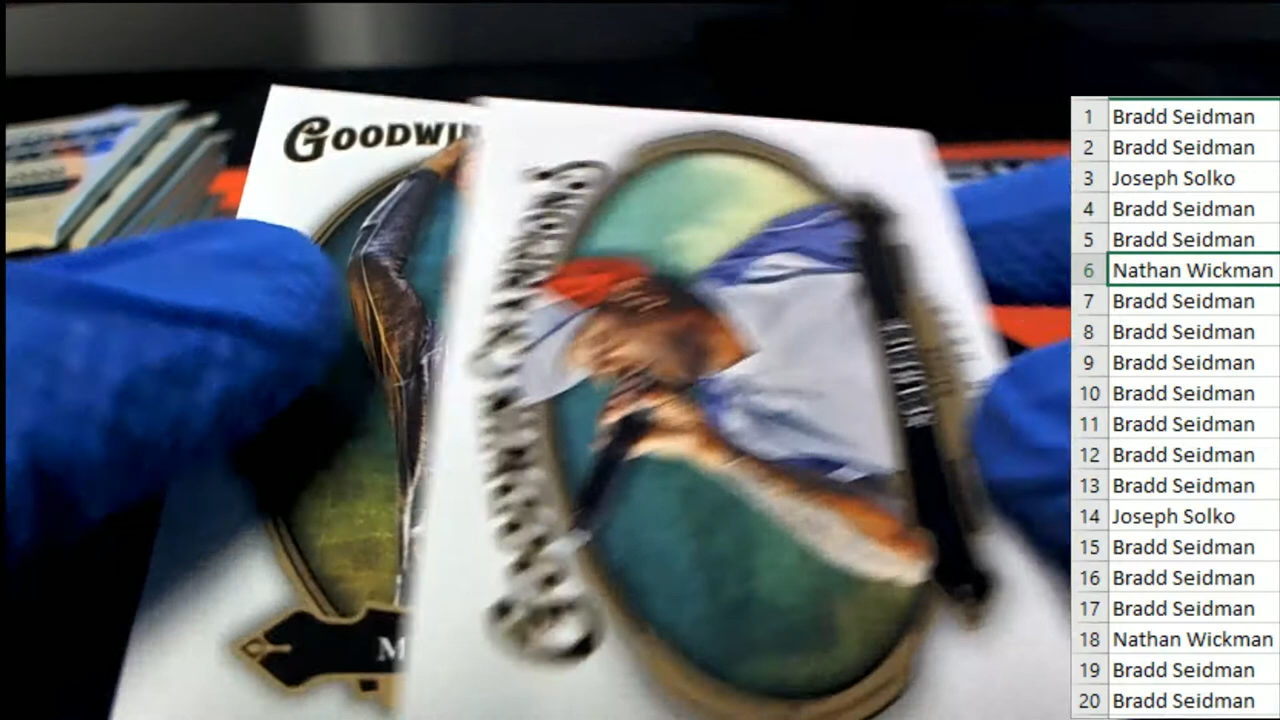 GOODWIN
M
1 Bradd Seidman
2 Bradd Seidman
3 Joseph Solko
4 Bradd Seidman
5 Bradd Seidman
6 Nathan Wickman
7 Bradd Seidman
8 Bradd Seidman
9 Bradd Seidman
10 Bradd Seidman
11 Bradd Seidman
12 Bradd Seidman
13 Bradd Seidman
14 Joseph Solko
15 Bradd Seidman
16 Bradd Seidman
17 Bradd Seidman
18 Nathan Wickman
19 Bradd Seidman
20 Bradd Seidman